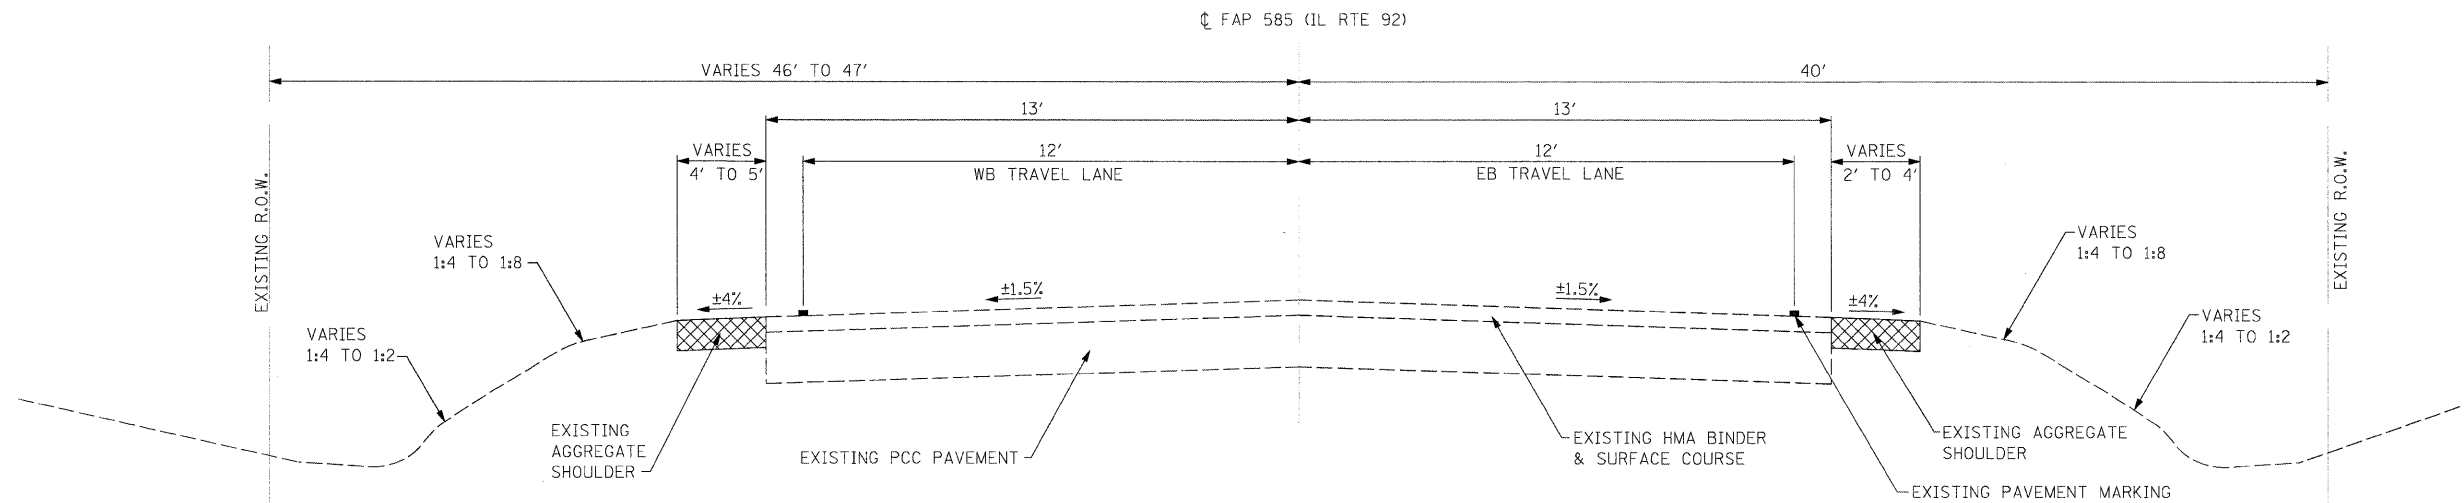 ℄ FAP 585 (IL RTE 92)
VARIES 46' TO 47'
40'
13'
13'
VARIES
4' TO 5'
12'
WB TRAVEL LANE
12'
EB TRAVEL LANE
VARIES
2' TO 4'
EXISTING R.O.W.
EXISTING R.O.W.
VARIES
1:4 TO 1:8
VARIES
1:4 TO 1:8
±4%
±1.5%
±1.5%
±4%
VARIES
1:4 TO 1:2
VARIES
1:4 TO 1:2
EXISTING
AGGREGATE
SHOULDER
EXISTING PCC PAVEMENT
EXISTING HMA BINDER
& SURFACE COURSE
EXISTING AGGREGATE
SHOULDER
EXISTING PAVEMENT MARKING